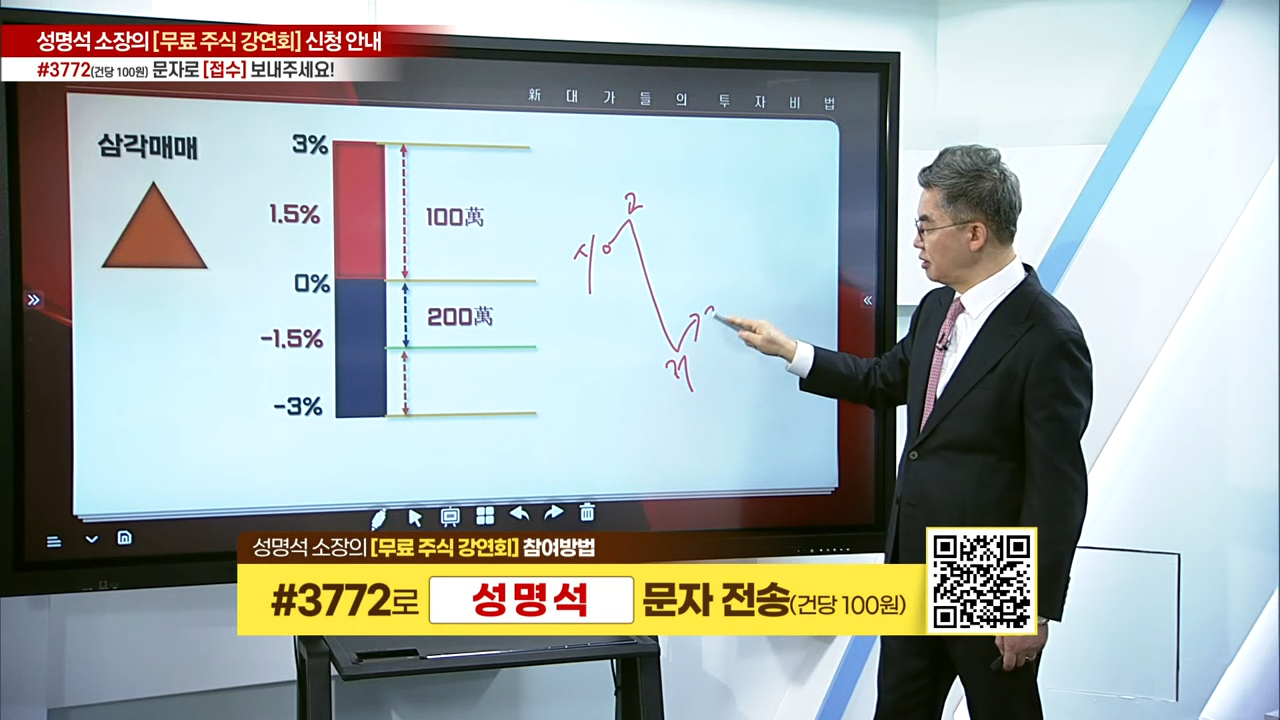 성명석 소장의 [무료 주식 강연회] 신청 안내
#3772(건당 100원) 문자로 [접수] 보내주세요!
新 대 가 들 의 투 자 비 법
삼각매매
3%
1.5%
0%
-1.5%
-3%
100萬
200萬
시
고
저
성명석 소장의 [무료 주식 강연회] 참여방법
#3772로 성명석 문자 전송(건당 100원)